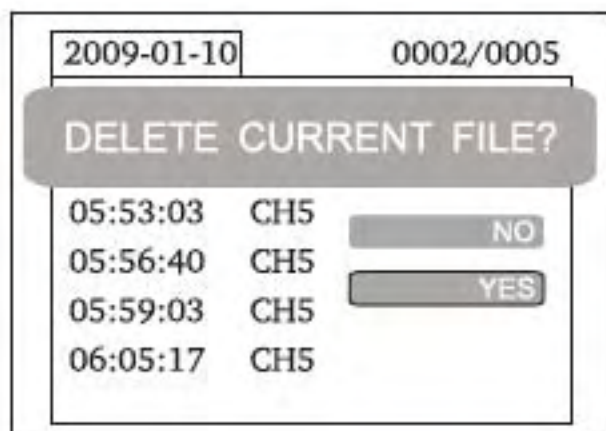 2009-01-10 0002/0005
DELETE CURRENT FILE?
05:53:03 CH5 NO
05:56:40 CH5 YES
05:59:03 CH5
06:05:17 CH5